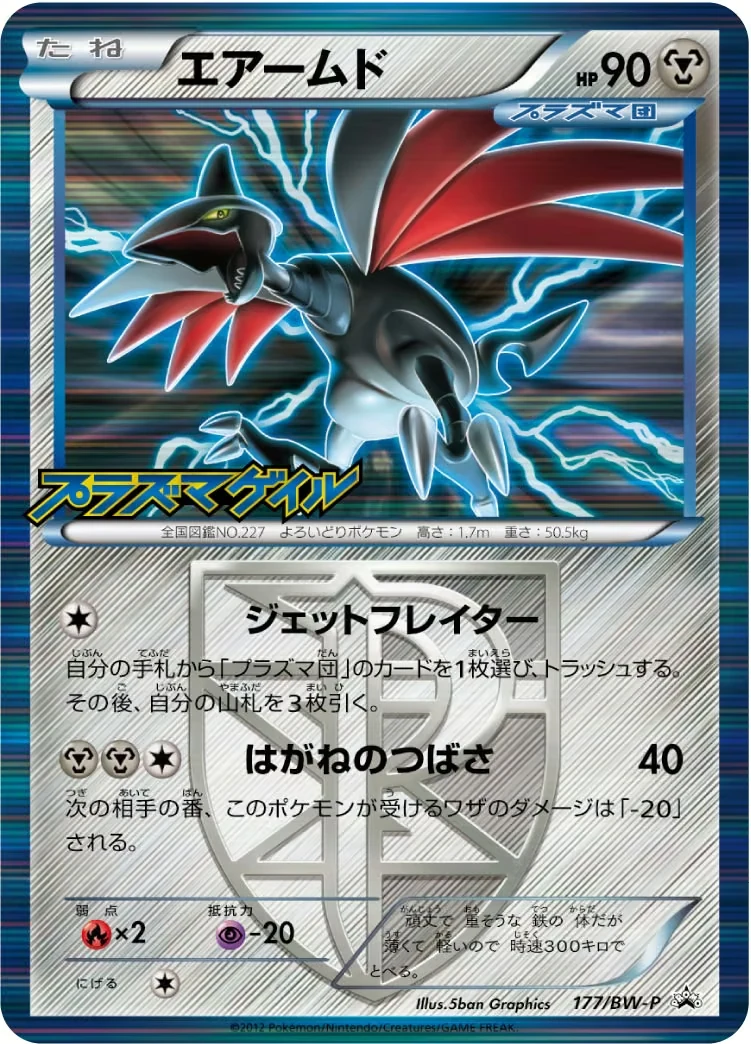 たね
エアームド
HP90
プラズマ団
プラズマゲイル
全国図鑑NO.227 よろいどりポケモン 高さ:1.7m 重さ:50.5kg
ジェットフレイター
自分の手札から「プラズマ団」のカードを1枚選び、トラッシュする。
その後、自分の山札を3枚引く。
はがねのつばさ 40
次の相手の番、このポケモンが受けるワザのダメージは「-20」
される。
弱点 抵抗力
×2 -20
にげる
頑丈で 重そうな 鉄の 体だが
薄くて 軽いので 時速300キロで
とべる。
Illus.5ban Graphics 177/BW-P
©2012 Pokémon/Nintendo/Creatures/GAME FREAK.